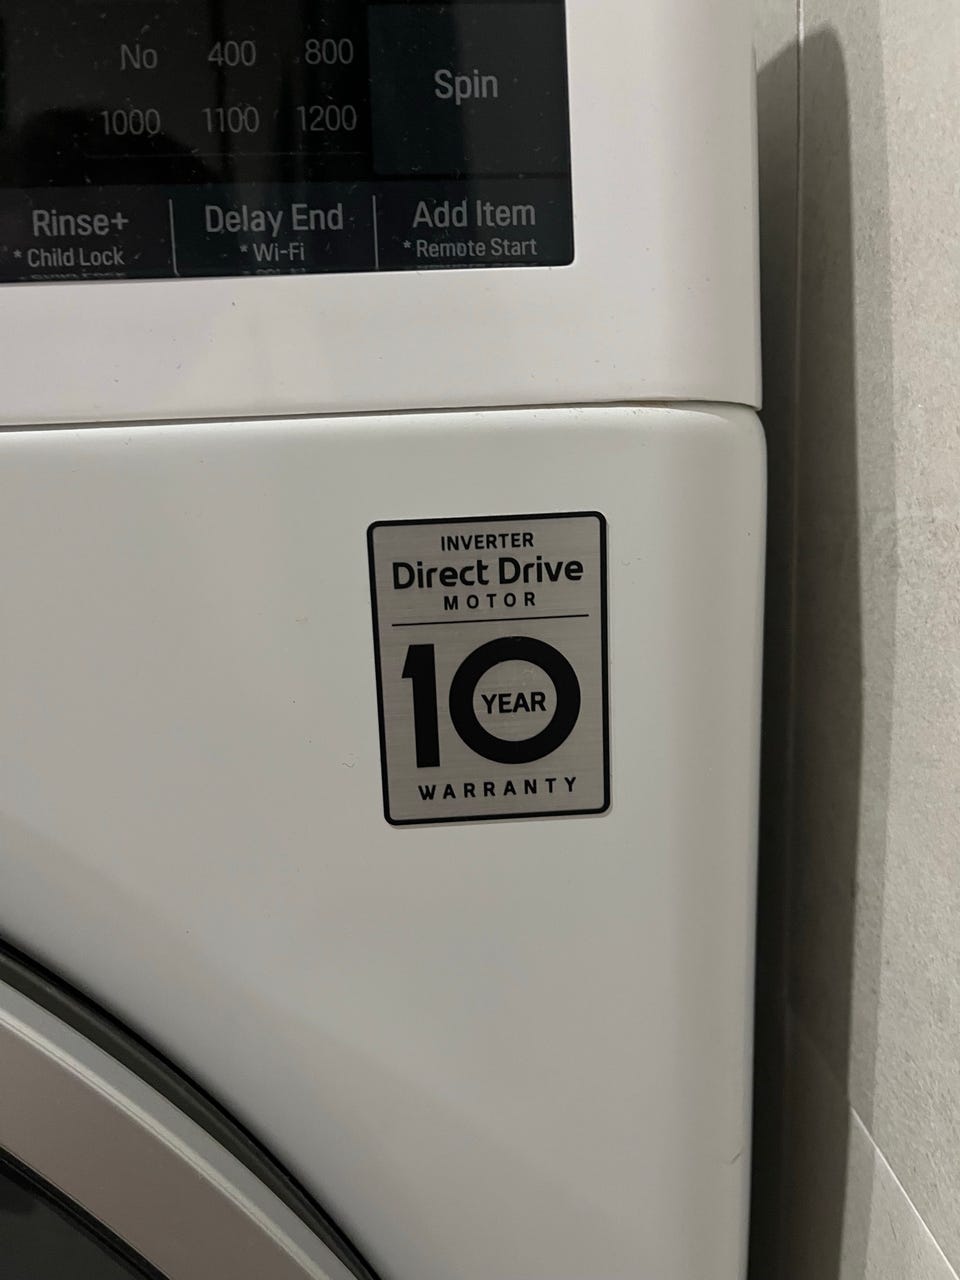 No 400 800
1000 1100 1200
Spin
Rinse+
* Child Lock
Delay End
* Wi-Fi
Add Item
* Remote Start
INVERTER
Direct Drive
MOTOR
10
YEAR
WARRANTY